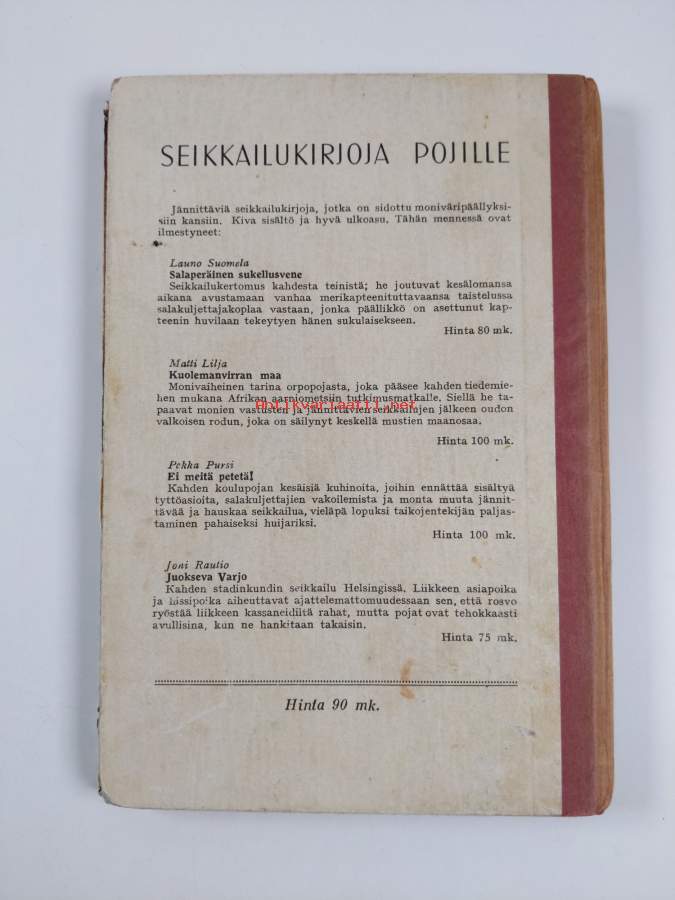 SEIKKAILUKIRJOJA POJILLE
Jännittäviä seikkailukirjoja, jotka on sidottu moniväripäällyksi-
siin kansiin. Kiva sisältö ja hyvä ulkoasu. Tähän mennessä ovat
ilmestyneet:
Launo Suomela
Salaperäinen sukellusvene
Seikkailukertomus kahdesta teinistä; he joutuvat kesälomansa
aikana avustamaan vanhaa merikapteenituttavaansa taistelussa
salakuljettajakoplaa vastaan, jonka päällikkö on asettunut kap-
teenin huvilaan tekeytyen hänen sukulaisekseen.
Hinta 80 mk.
Matti Lilja
Kuolemanvirran maa
Monivaiheinen tarina orpopojasta, joka pääsee kahden tiedemie-
hen mukana Afrikan aarniometsiin tutkimusmatkalle. Siellä he ta-
antikvariaatti.net
paavat monien vastusten ja jännittävien seikkailujen jälkeen oudon
valkoisen rodun, joka on säilynyt keskellä mustien maanosaa.
Hinta 100 mk.
Pekka Pursi
Ei meitä petetä!
Kahden koulupojan kesäisiä kuhinoita, joihin ennättää sisältyä
tyttöasioita, salakuljettajien vakoilemista ja monta muuta jännit-
tävää ja hauskaa seikkailua, vieläpä lopuksi taikojentekijän paljas-
taminen pahaiseksi huijariksi.
Hinta 100 mk.
Joni Rautio
Juokseva Varjo
Kahden stadinkundin seikkailu Helsingissä. Liikkeen asiapoika
ja hissipoika aiheuttavat ajattelemattomuudessaan sen, että rosvo
ryöstää liikkeen kassaneidiltä rahat, mutta pojat ovat tehokkaasti
avullisina, kun ne hankitaan takaisin.
Hinta 75 mk.
Hinta 90 mk.